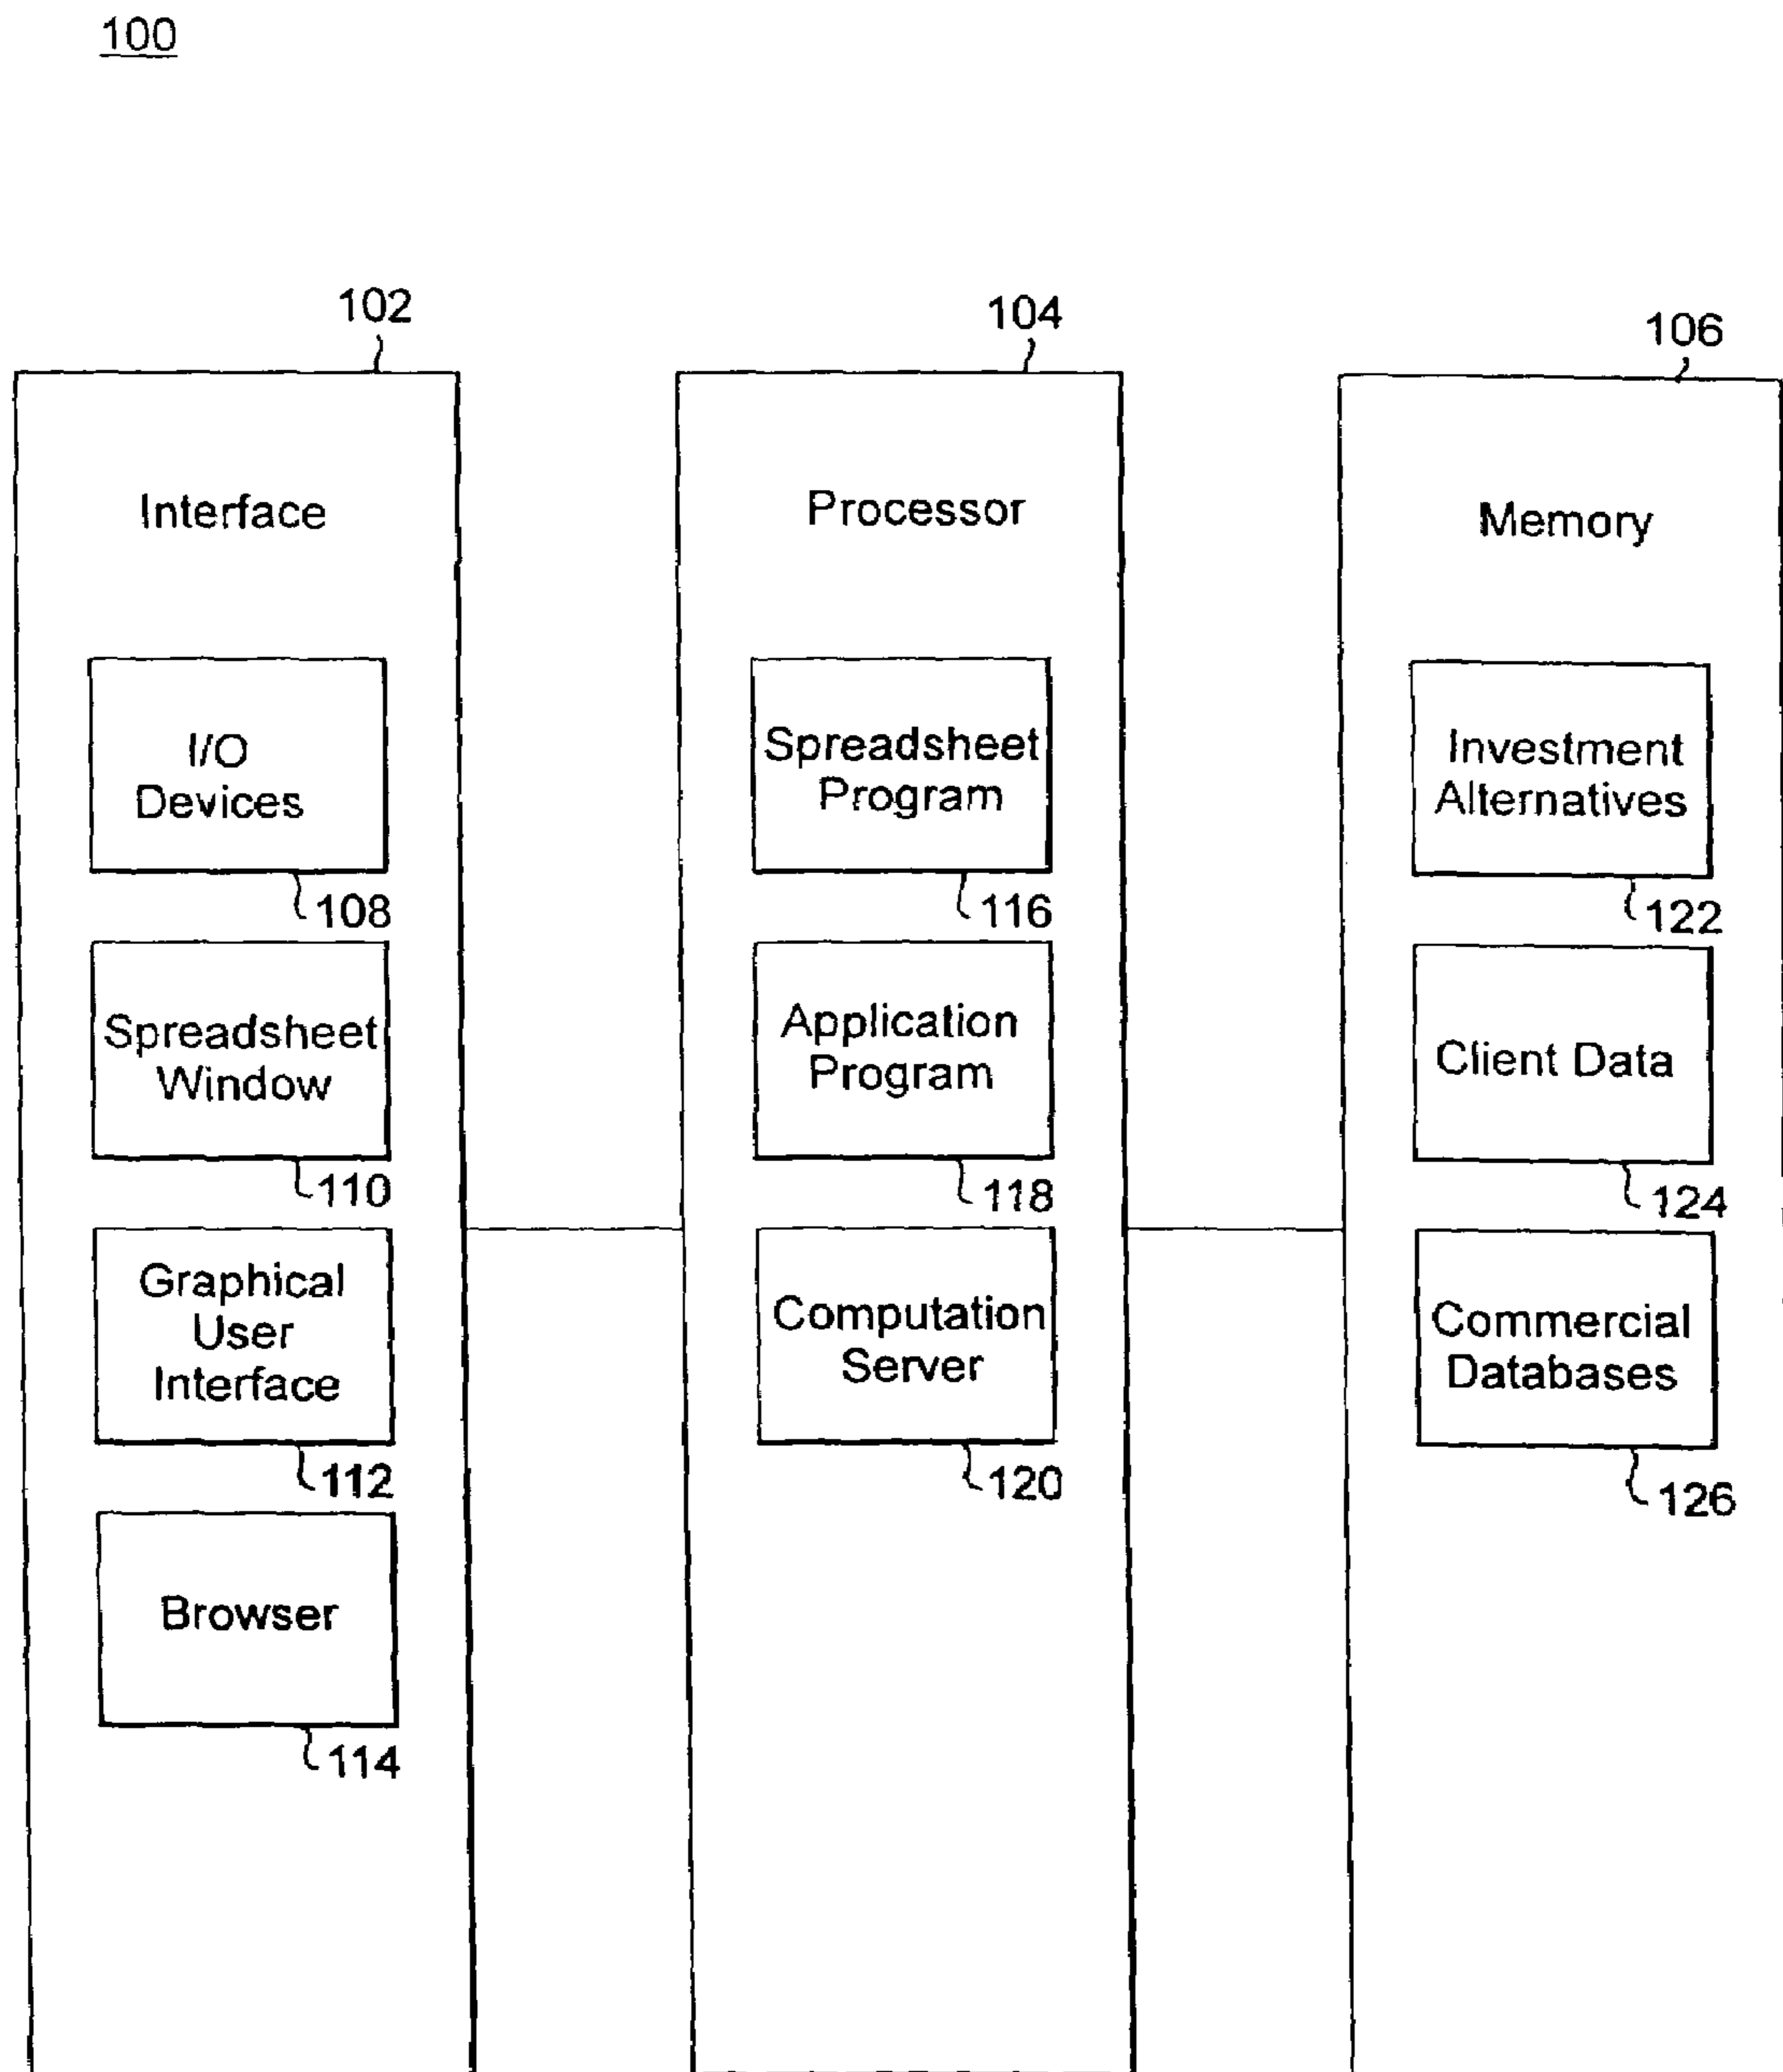 100
102
Interface
I/O
Devices
108
Spreadsheet
Window
110
Graphical
User
Interface
112
Browser
114
104
Processor
Spreadsheet
Program
116
Application
Program
118
Computation
Server
120
106
Memory
Investment
Alternatives
122
Client Data
124
Commercial
Databases
126